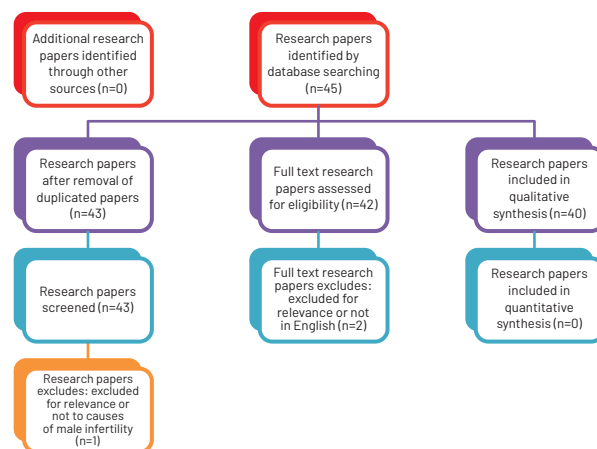 Additional research
papers identified
through other
sources (n=0)
Research papers
identified by
database searching
(n=45)
Research papers
after removal of
duplicated papers
(n=43)
Full text research
papers assessed
for eligibility (n=42)
Research papers
included in
qualitative
synthesis (n=40)
Research papers
screened (n=43)
Full text research
papers excludes:
excluded for
relevance or not
in English (n=2)
Research papers
included in
quantitative
synthesis (n=0)
Research papers
excludes: excluded
for relevance or
not to causes
of male infertility
(n=1)